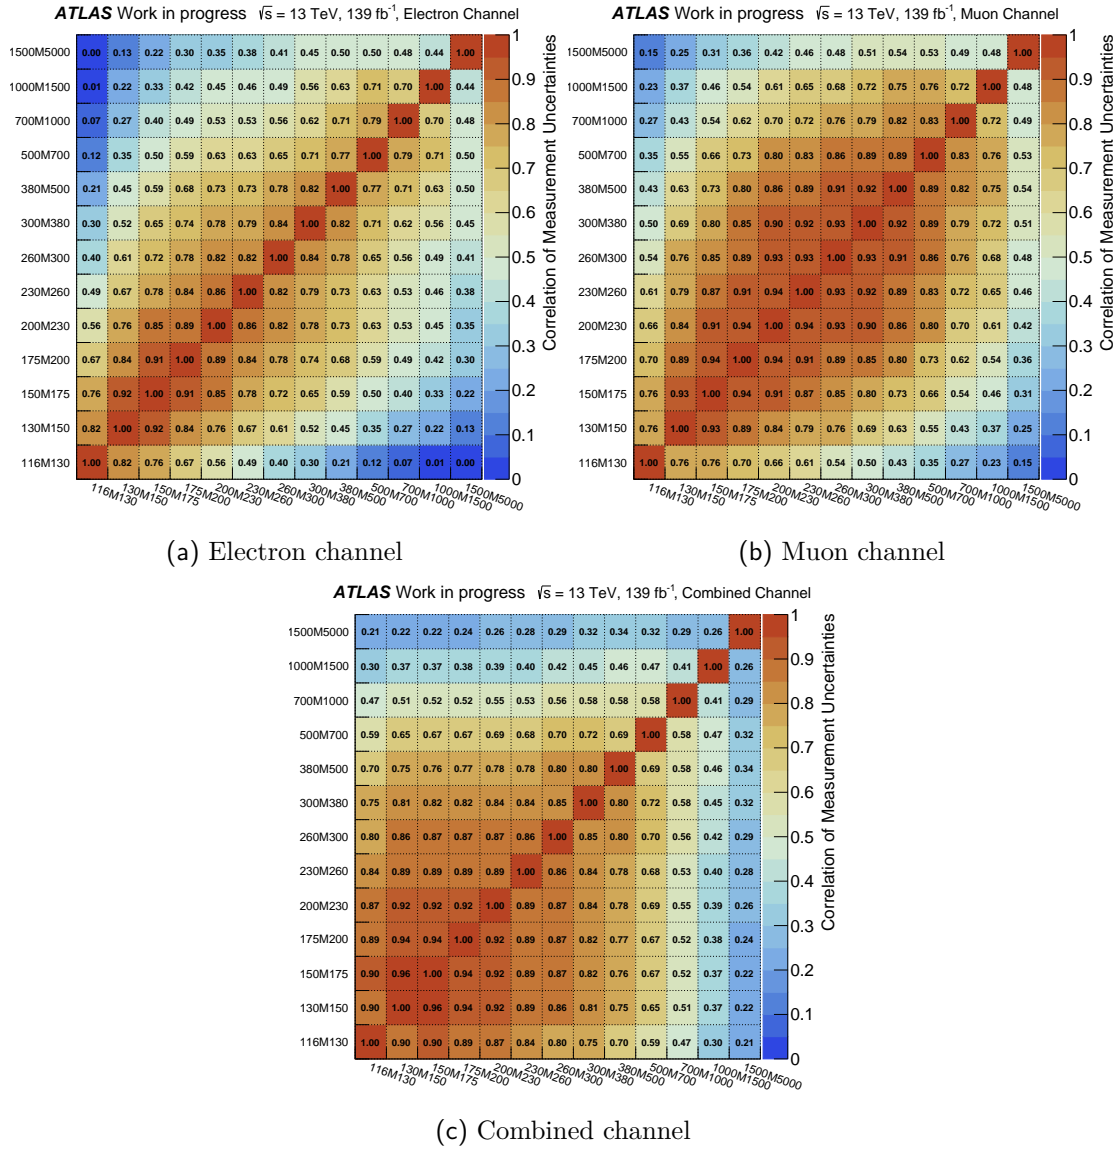 ATLAS Work in progress √s = 13 TeV, 139 fb⁻¹, Electron Channel
1500M5000 0.00 0.13 0.22 0.30 0.35 0.38 0.41 0.45 0.50 0.50 0.48 0.44 1.00
1000M1500 0.01 0.22 0.33 0.42 0.45 0.46 0.49 0.56 0.63 0.71 0.70 1.00 0.44
700M1000 0.07 0.27 0.40 0.49 0.53 0.53 0.56 0.62 0.71 0.79 1.00 0.70 0.48
500M700 0.12 0.35 0.50 0.59 0.63 0.63 0.65 0.71 0.77 1.00 0.79 0.71 0.50
380M500 0.21 0.45 0.59 0.68 0.73 0.73 0.78 0.82 1.00 0.77 0.71 0.63 0.50
300M380 0.30 0.52 0.65 0.74 0.78 0.79 0.84 1.00 0.82 0.71 0.62 0.56 0.45
260M300 0.40 0.61 0.72 0.78 0.82 0.82 1.00 0.84 0.78 0.65 0.56 0.49 0.41
230M260 0.49 0.67 0.78 0.84 0.86 1.00 0.82 0.79 0.73 0.63 0.53 0.46 0.38
200M230 0.56 0.76 0.85 0.89 1.00 0.86 0.82 0.78 0.73 0.63 0.53 0.45 0.35
175M200 0.67 0.84 0.91 1.00 0.89 0.84 0.78 0.74 0.68 0.59 0.49 0.42 0.30
150M175 0.76 0.92 1.00 0.91 0.85 0.78 0.72 0.65 0.59 0.50 0.40 0.33 0.22
130M150 0.82 1.00 0.92 0.84 0.76 0.67 0.61 0.52 0.45 0.35 0.27 0.22 0.13
116M130 1.00 0.82 0.76 0.67 0.56 0.49 0.40 0.30 0.21 0.12 0.07 0.01 0.00
116M130 130M150 150M175 175M200 200M230 230M260 260M300 300M380 380M500 500M700 700M1000 1000M1500 1500M5000
1
0.9
0.8
0.7
0.6
0.5
0.4
0.3
0.2
0.1
0
Correlation of Measurement Uncertainties
(a) Electron channel
ATLAS Work in progress √s = 13 TeV, 139 fb⁻¹, Muon Channel
1500M5000 0.15 0.25 0.31 0.36 0.42 0.46 0.48 0.51 0.54 0.53 0.49 0.48 1.00
1000M1500 0.23 0.37 0.46 0.54 0.61 0.65 0.68 0.72 0.75 0.76 0.72 1.00 0.48
700M1000 0.27 0.43 0.54 0.62 0.70 0.72 0.76 0.79 0.82 0.83 1.00 0.72 0.49
500M700 0.35 0.55 0.66 0.73 0.80 0.83 0.86 0.89 0.89 1.00 0.83 0.76 0.53
380M500 0.43 0.63 0.73 0.80 0.86 0.89 0.91 0.92 1.00 0.89 0.82 0.75 0.54
300M380 0.50 0.69 0.80 0.85 0.90 0.92 0.93 1.00 0.92 0.89 0.79 0.72 0.51
260M300 0.54 0.76 0.85 0.89 0.93 0.93 1.00 0.93 0.91 0.86 0.76 0.68 0.48
230M260 0.61 0.79 0.87 0.91 0.94 1.00 0.93 0.92 0.89 0.83 0.72 0.65 0.46
200M230 0.66 0.84 0.91 0.94 1.00 0.94 0.93 0.90 0.86 0.80 0.70 0.61 0.42
175M200 0.70 0.89 0.94 1.00 0.94 0.91 0.89 0.85 0.80 0.73 0.62 0.54 0.36
150M175 0.76 0.93 1.00 0.94 0.91 0.87 0.85 0.80 0.73 0.66 0.54 0.46 0.31
130M150 0.76 1.00 0.93 0.89 0.84 0.79 0.76 0.69 0.63 0.55 0.43 0.37 0.25
116M130 1.00 0.76 0.76 0.70 0.66 0.61 0.54 0.50 0.43 0.35 0.27 0.23 0.15
116M130 130M150 150M175 175M200 200M230 230M260 260M300 300M380 380M500 500M700 700M1000 1000M1500 1500M5000
1
0.9
0.8
0.7
0.6
0.5
0.4
0.3
0.2
0.1
0
Correlation of Measurement Uncertainties
(b) Muon channel
ATLAS Work in progress √s = 13 TeV, 139 fb⁻¹, Combined Channel
1500M5000 0.21 0.22 0.22 0.24 0.26 0.28 0.29 0.32 0.34 0.32 0.29 0.26 1.00
1000M1500 0.30 0.37 0.37 0.38 0.39 0.40 0.42 0.45 0.46 0.47 0.41 1.00 0.26
700M1000 0.47 0.51 0.52 0.52 0.55 0.53 0.56 0.58 0.58 0.58 1.00 0.41 0.29
500M700 0.59 0.65 0.67 0.67 0.69 0.68 0.70 0.72 0.69 1.00 0.58 0.47 0.32
380M500 0.70 0.75 0.76 0.77 0.78 0.78 0.80 0.80 1.00 0.69 0.58 0.46 0.34
300M380 0.75 0.81 0.82 0.82 0.84 0.84 0.85 1.00 0.80 0.72 0.58 0.45 0.32
260M300 0.80 0.86 0.87 0.87 0.87 0.86 1.00 0.85 0.80 0.70 0.56 0.42 0.29
230M260 0.84 0.89 0.89 0.89 0.89 1.00 0.86 0.84 0.78 0.68 0.53 0.40 0.28
200M230 0.87 0.92 0.92 0.92 1.00 0.89 0.87 0.84 0.78 0.69 0.55 0.39 0.26
175M200 0.89 0.94 0.94 1.00 0.92 0.89 0.87 0.82 0.77 0.67 0.52 0.38 0.24
150M175 0.90 0.96 1.00 0.94 0.92 0.89 0.87 0.82 0.76 0.67 0.52 0.37 0.22
130M150 0.90 1.00 0.96 0.94 0.92 0.89 0.86 0.81 0.75 0.65 0.51 0.37 0.22
116M130 1.00 0.90 0.90 0.89 0.87 0.84 0.80 0.75 0.70 0.59 0.47 0.30 0.21
116M130 130M150 150M175 175M200 200M230 230M260 260M300 300M380 380M500 500M700 700M1000 1000M1500 1500M5000
1
0.9
0.8
0.7
0.6
0.5
0.4
0.3
0.2
0.1
0
Correlation of Measurement Uncertainties
(c) Combined channel